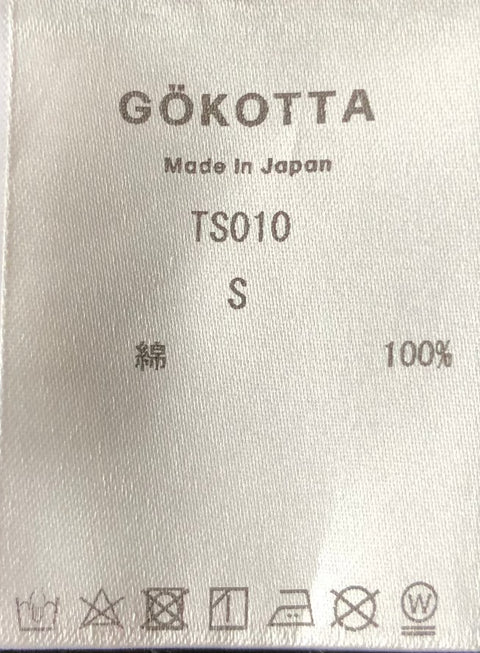 GÖKOTTA
Made In Japan
TS010
S
綿 100%
W